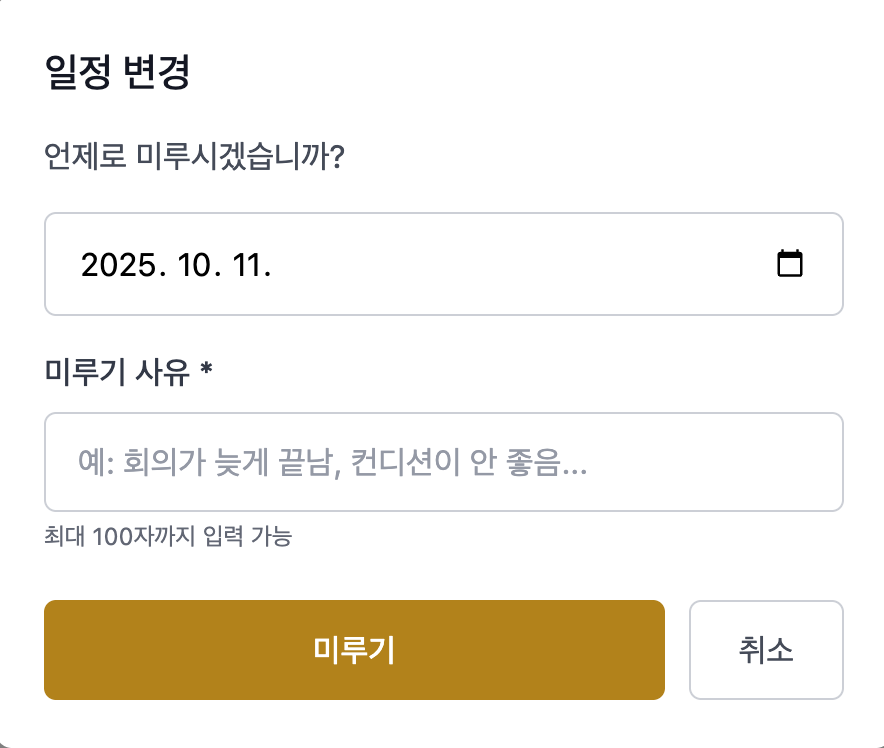 일정 변경
언제로 미루시겠습니까?
2025. 10. 11.
미루기 사유 *
예: 회의가 늦게 끝남, 컨디션이 안 좋음...
최대 100자까지 입력 가능
미루기
취소